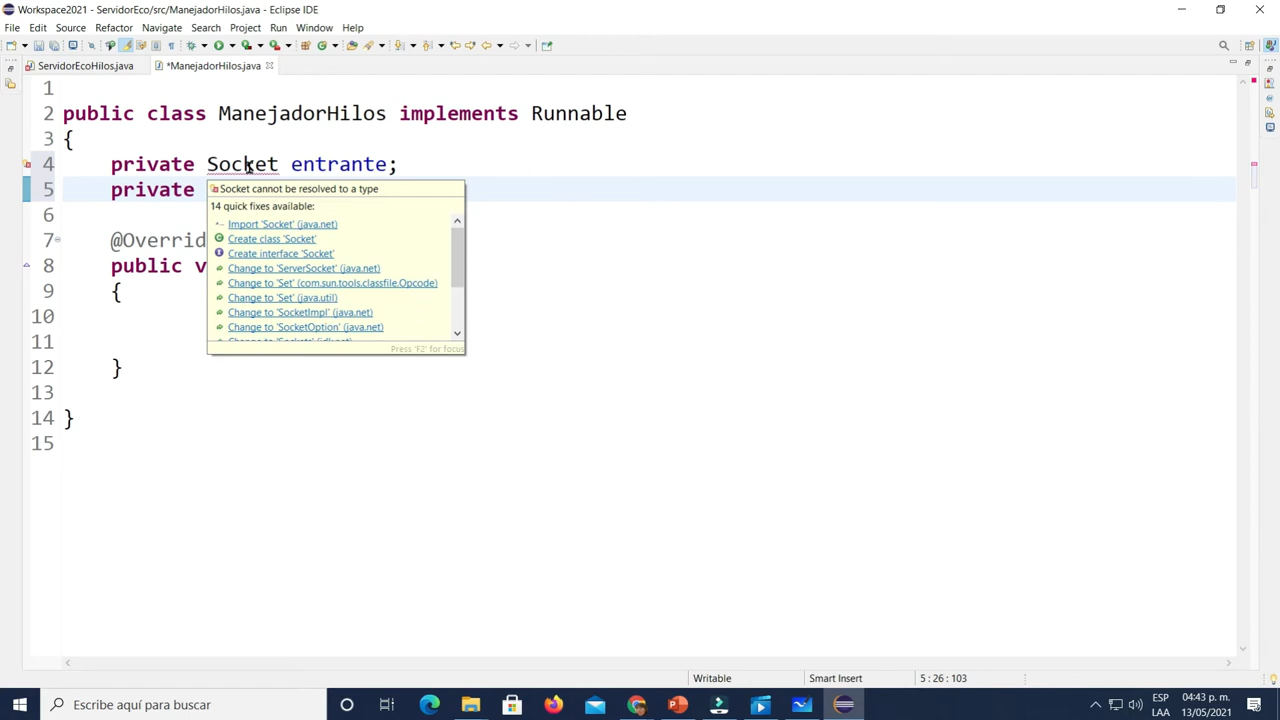 Workspace2021 - ServidorEco/src/ManejadorHilos.java - Eclipse IDE
File Edit Source Refactor Navigate Search Project Run Window Help
ServidorEcoHilos.java *ManejadorHilos.java
1
2 public class ManejadorHilos implements Runnable
3 {
4 private Socket entrante;
5 private
Socket cannot be resolved to a type
14 quick fixes available:
Import 'Socket' (java.net)
Create class 'Socket'
Create interface 'Socket'
Change to 'ServerSocket' (java.net)
Change to 'Set' (com.sun.tools.classfile.Opcode)
Change to 'Set' (java.util)
Change to 'SocketImpl' (java.net)
Change to 'SocketOption' (java.net)
Press 'F2' for focus
6
7 @Overrid
8 public v
9 {
10
11
12 }
13
14 }
15
Writable Smart Insert 5 : 26 : 103
Escribe aquí para buscar
ESP 04:43 p. m.
LAA 13/05/2021